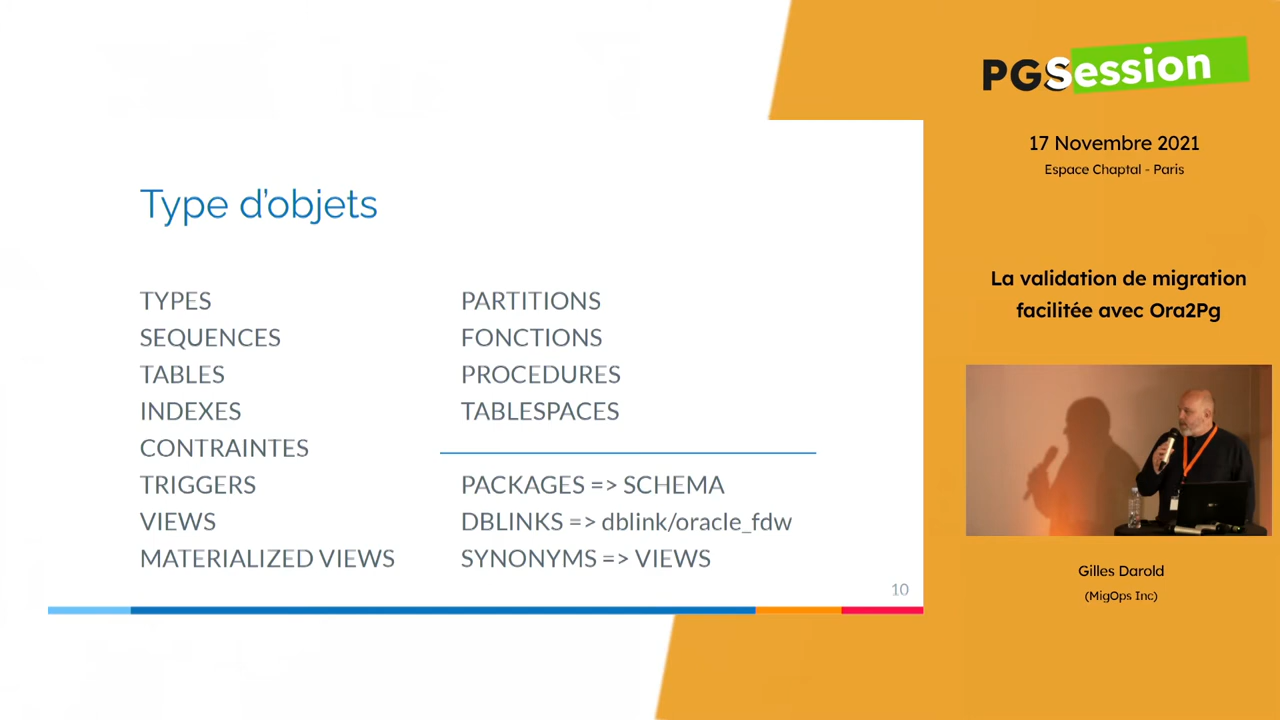 Type d'objets
TYPES
SEQUENCES
TABLES
INDEXES
CONTRAINTES
TRIGGERS
VIEWS
MATERIALIZED VIEWS
PARTITIONS
FONCTIONS
PROCEDURES
TABLESPACES
PACKAGES => SCHEMA
DBLINKS => dblink/oracle_fdw
SYNONYMS => VIEWS
10
PGSession
17 Novembre 2021
Espace Chaptal - Paris
La validation de migration
facilitée avec Ora2Pg
Gilles Darold
(MigOps Inc)